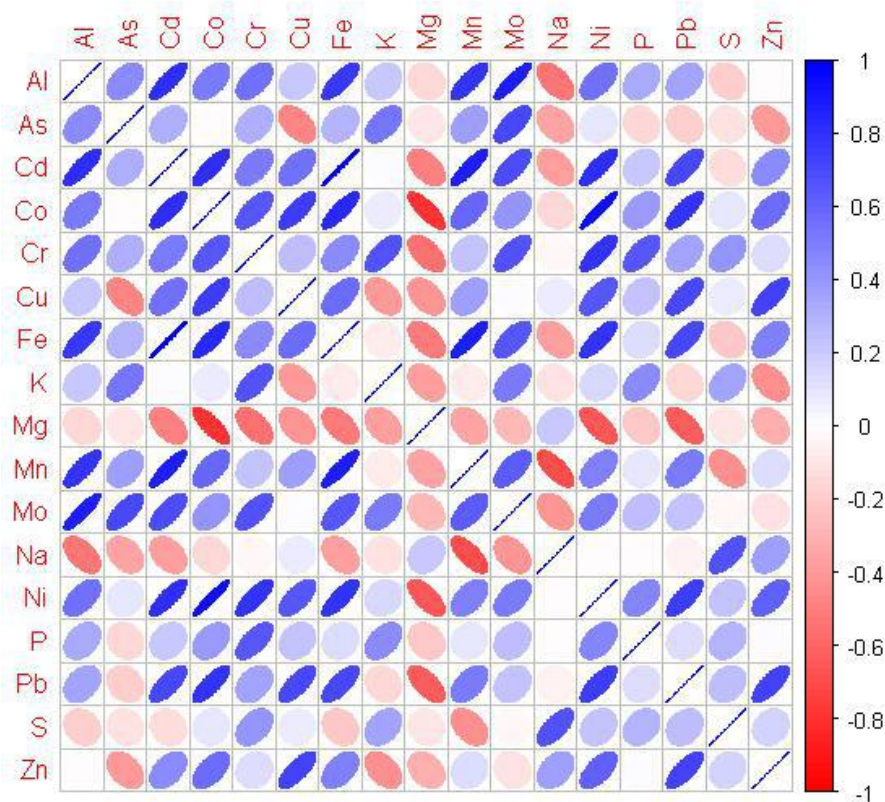 Al As Cd Co Cr Cu Fe K Mg Mn Mo Na Ni P Pb S Zn
Al
As
Cd
Co
Cr
Cu
Fe
K
Mg
Mn
Mo
Na
Ni
P
Pb
S
Zn
1
0.8
0.6
0.4
0.2
0
-0.2
-0.4
-0.6
-0.8
-1